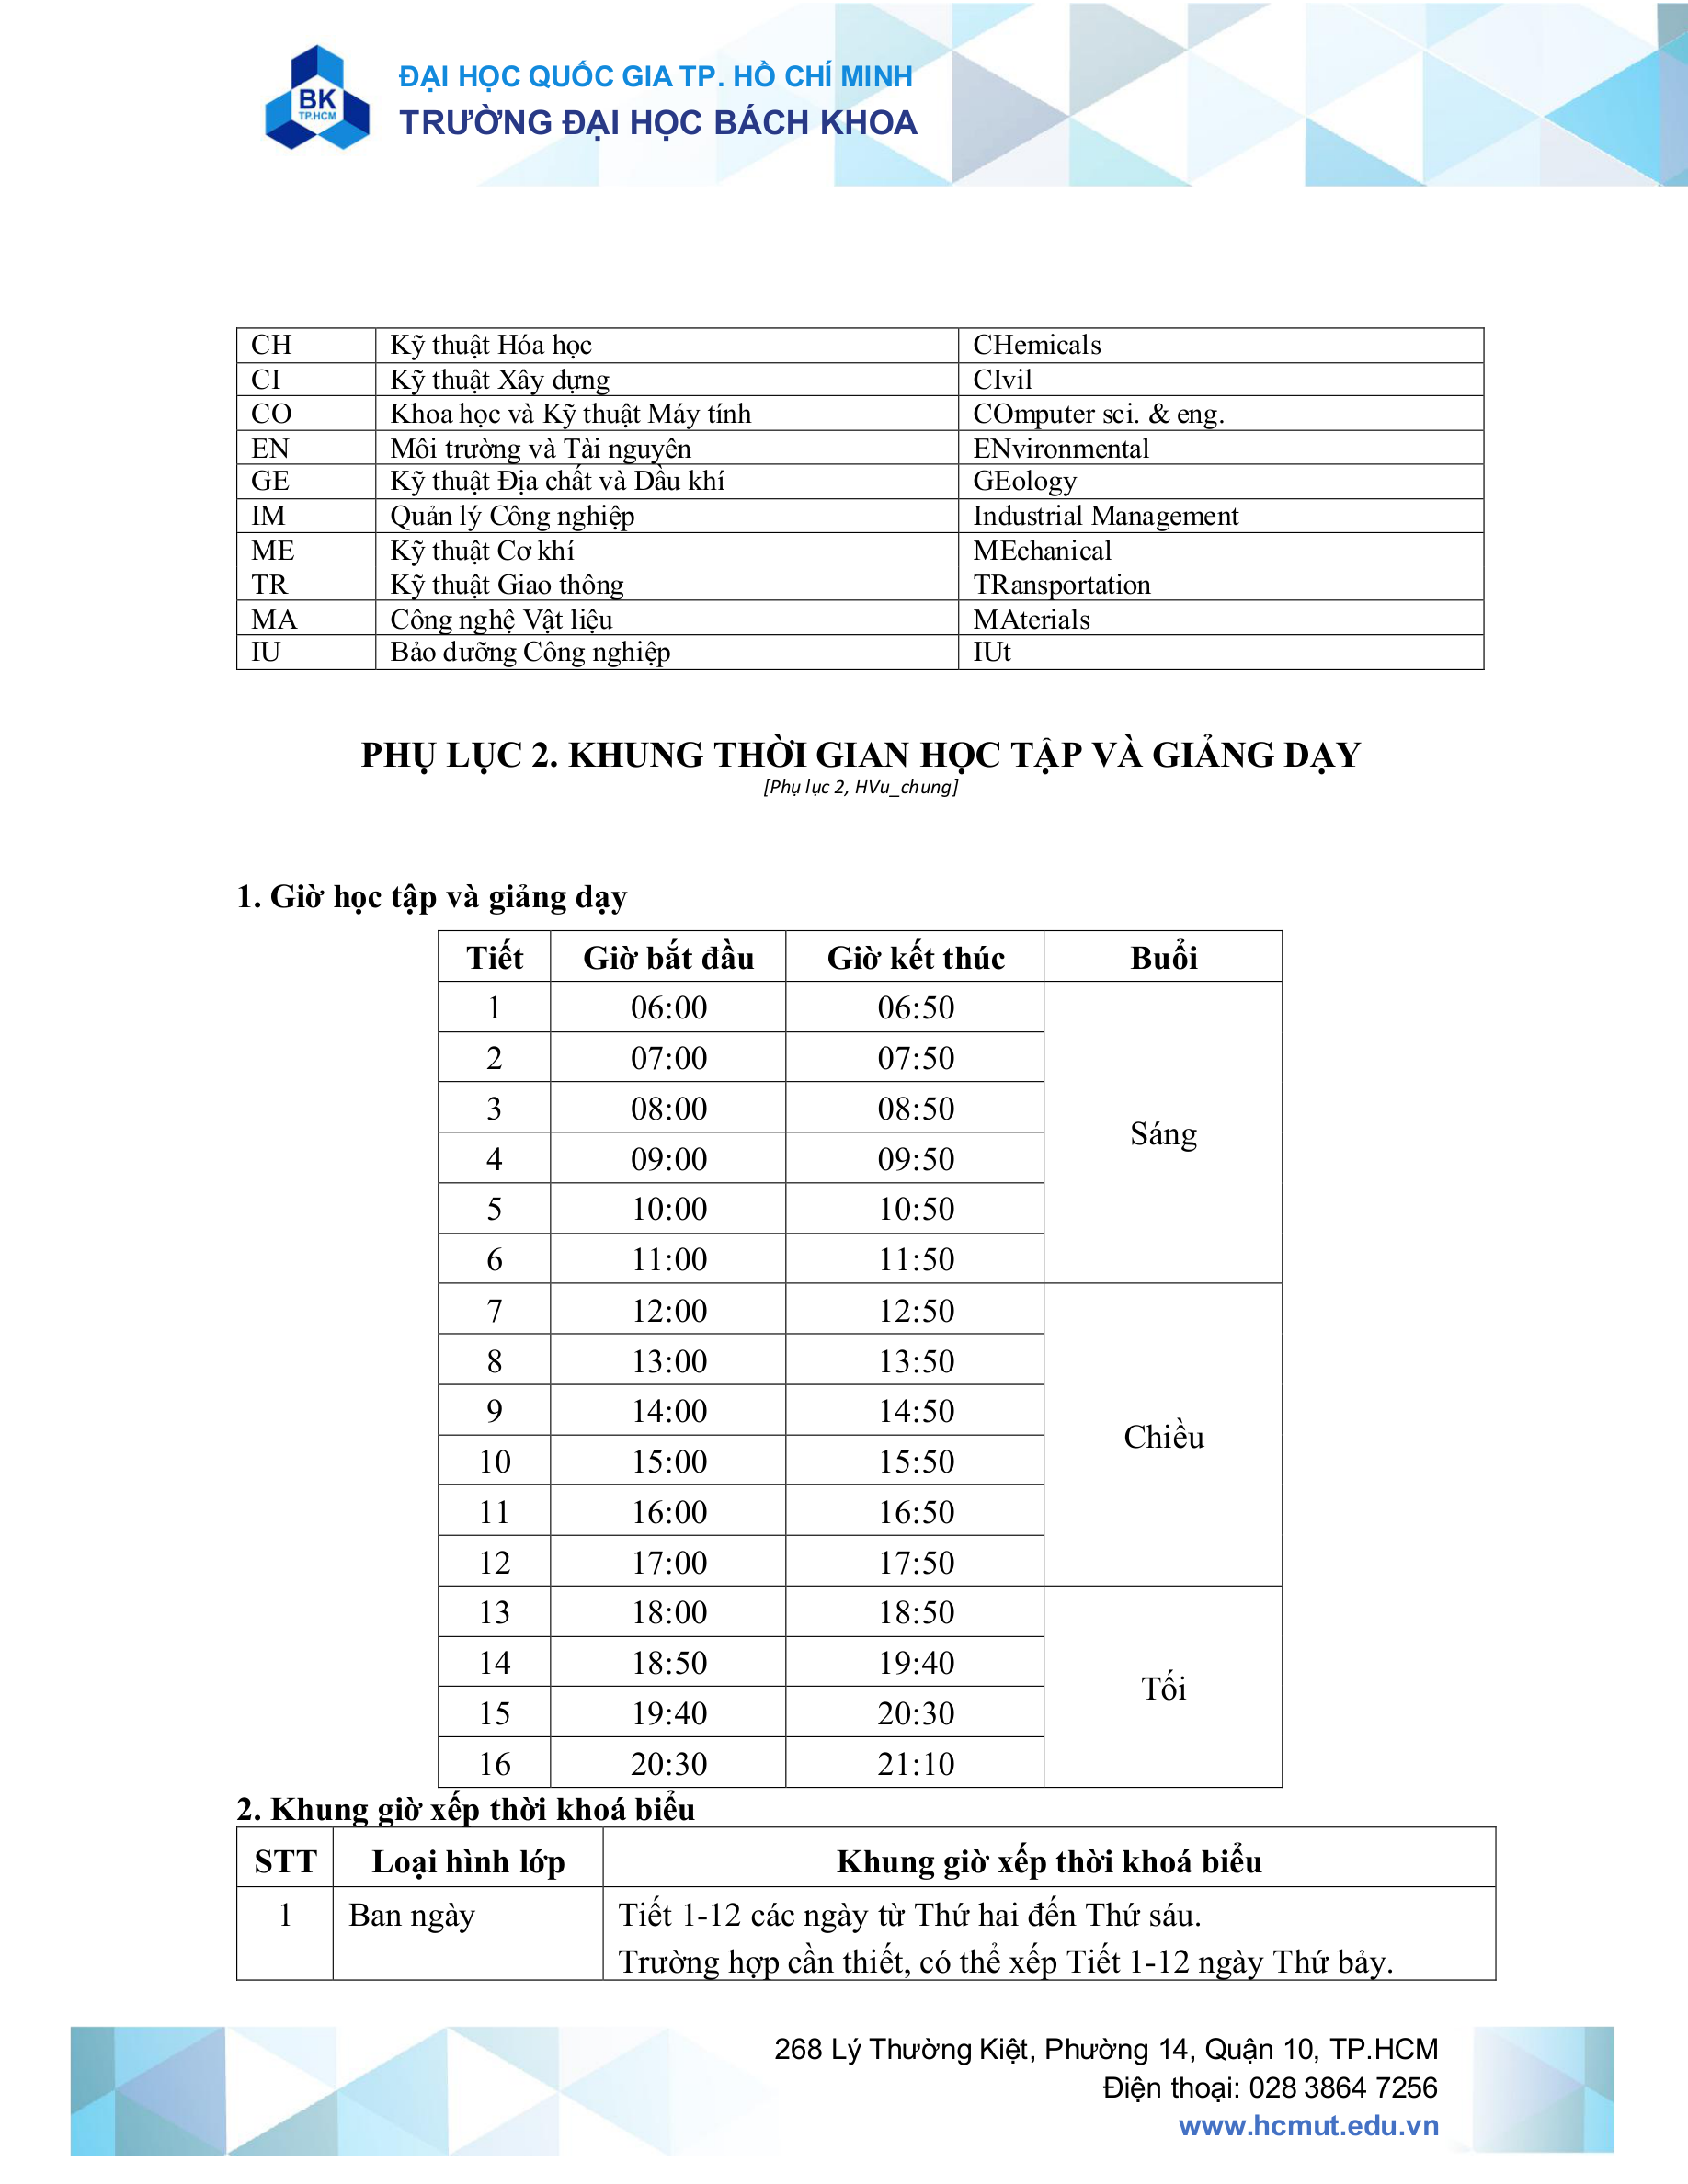 BK
TP.HCM
ĐẠI HỌC QUỐC GIA TP. HỒ CHÍ MINH
TRƯỜNG ĐẠI HỌC BÁCH KHOA
CH Kỹ thuật Hóa học CHemicals
CI Kỹ thuật Xây dựng CIvil
CO Khoa học và Kỹ thuật Máy tính COmputer sci. & eng.
EN Môi trường và Tài nguyên ENvironmental
GE Kỹ thuật Địa chất và Dầu khí GEology
IM Quản lý Công nghiệp Industrial Management
ME Kỹ thuật Cơ khí MEchanical
TR Kỹ thuật Giao thông TRansportation
MA Công nghệ Vật liệu MAterials
IU Bảo dưỡng Công nghiệp IUt
PHỤ LỤC 2. KHUNG THỜI GIAN HỌC TẬP VÀ GIẢNG DẠY
[Phụ lục 2, HVu_chung]
1. Giờ học tập và giảng dạy
Tiết Giờ bắt đầu Giờ kết thúc Buổi
1 06:00 06:50
2 07:00 07:50
3 08:00 08:50
Sáng
4 09:00 09:50
5 10:00 10:50
6 11:00 11:50
7 12:00 12:50
8 13:00 13:50
9 14:00 14:50
Chiều
10 15:00 15:50
11 16:00 16:50
12 17:00 17:50
13 18:00 18:50
14 18:50 19:40
Tối
15 19:40 20:30
16 20:30 21:10
2. Khung giờ xếp thời khoá biểu
STT Loại hình lớp Khung giờ xếp thời khoá biểu
1 Ban ngày Tiết 1-12 các ngày từ Thứ hai đến Thứ sáu.
Trường hợp cần thiết, có thể xếp Tiết 1-12 ngày Thứ bảy.
268 Lý Thường Kiệt, Phường 14, Quận 10, TP.HCM
Điện thoại: 028 3864 7256
www.hcmut.edu.vn